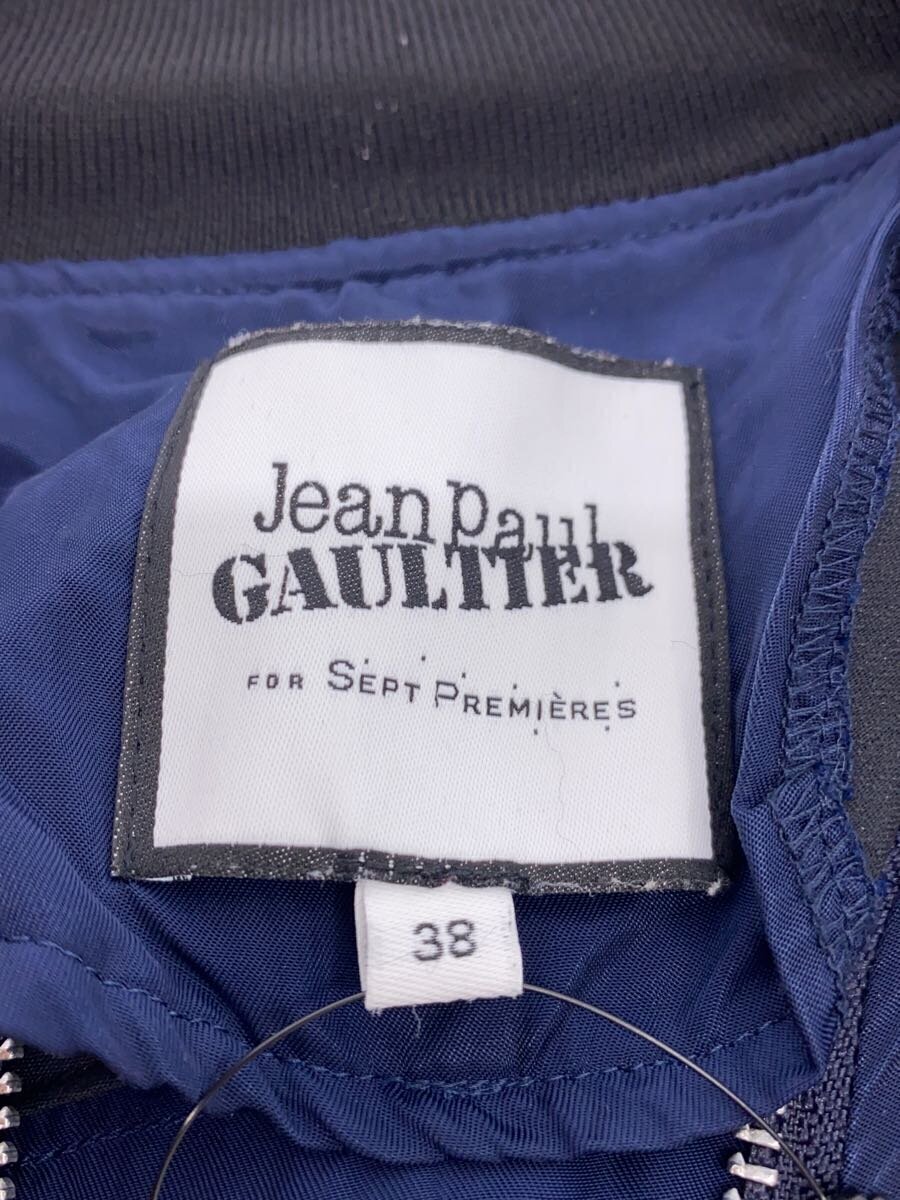 Jean Paul
GAULTIER
FOR SEPT PREMIÈRES
38